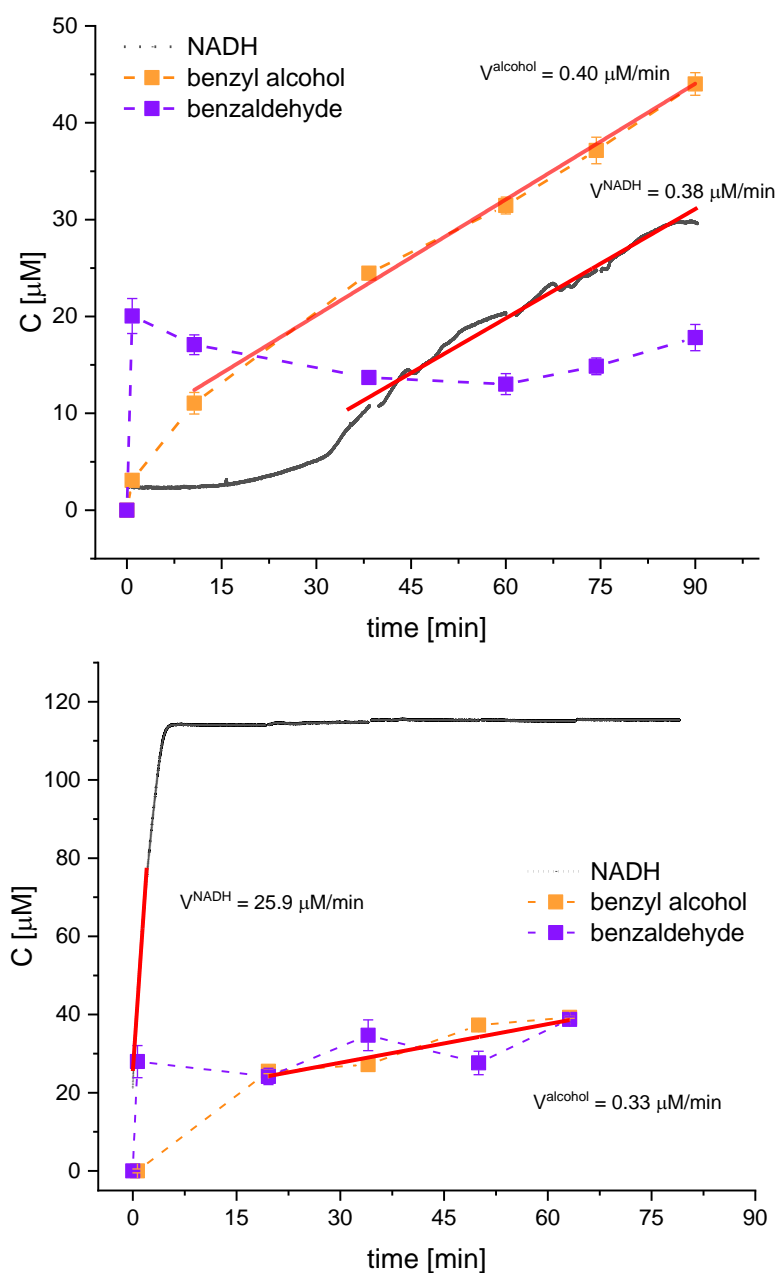 50
40
30
20
10
0
C [μM]
NADH
benzyl alcohol
benzaldehyde
V^alcohol = 0.40 μM/min
V^NADH = 0.38 μM/min
0 15 30 45 60 75 90
time [min]
120
100
80
60
40
20
0
C [μM]
V^NADH = 25.9 μM/min
NADH
benzyl alcohol
benzaldehyde
V^alcohol = 0.33 μM/min
0 15 30 45 60 75 90
time [min]